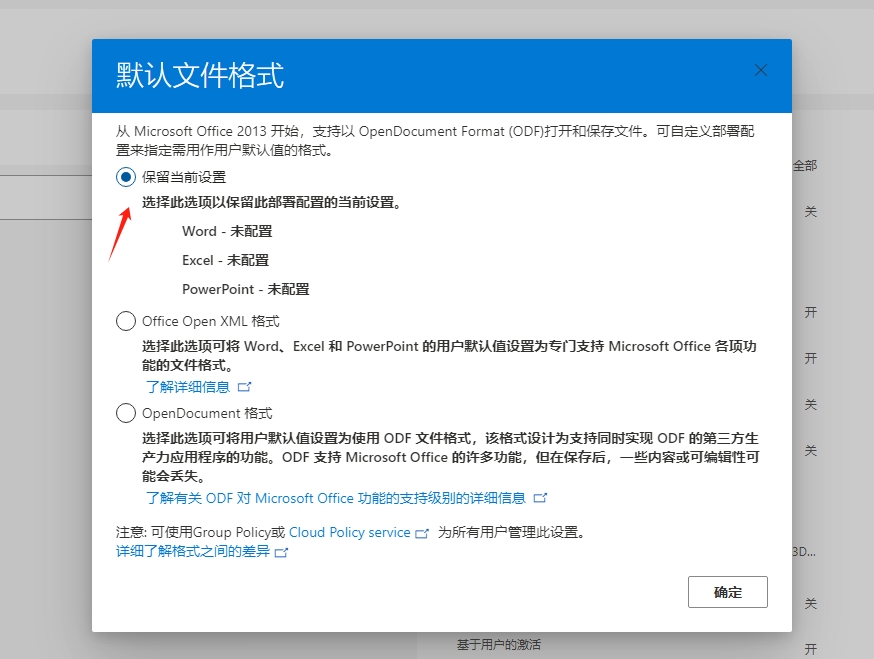 默认文件格式
从 Microsoft Office 2013 开始，支持以 OpenDocument Format (ODF)打开和保存文件。可自定义部署配
置来指定需用作用户默认值的格式。
全部
保留当前设置
选择此选项以保留此部署配置的当前设置。
关
Word - 未配置
Excel - 未配置
PowerPoint - 未配置
开
Office Open XML 格式
选择此选项可将 Word、Excel 和 PowerPoint 的用户默认值设置为专门支持 Microsoft Office 各项功
能的文件格式。
开
了解详细信息
关
OpenDocument 格式
选择此选项可将用户默认值设置为使用 ODF 文件格式，该格式设计为支持同时实现 ODF 的第三方生
产力应用程序的功能。ODF 支持 Microsoft Office 的许多功能，但在保存后，一些内容或可编辑性可
能会丢失。
关
了解有关 ODF 对 Microsoft Office 功能的支持级别的详细信息
注意: 可使用Group Policy或 Cloud Policy service 为所有用户管理此设置。
详细了解格式之间的差异
3D...
确定
关
基于用户的激活
开